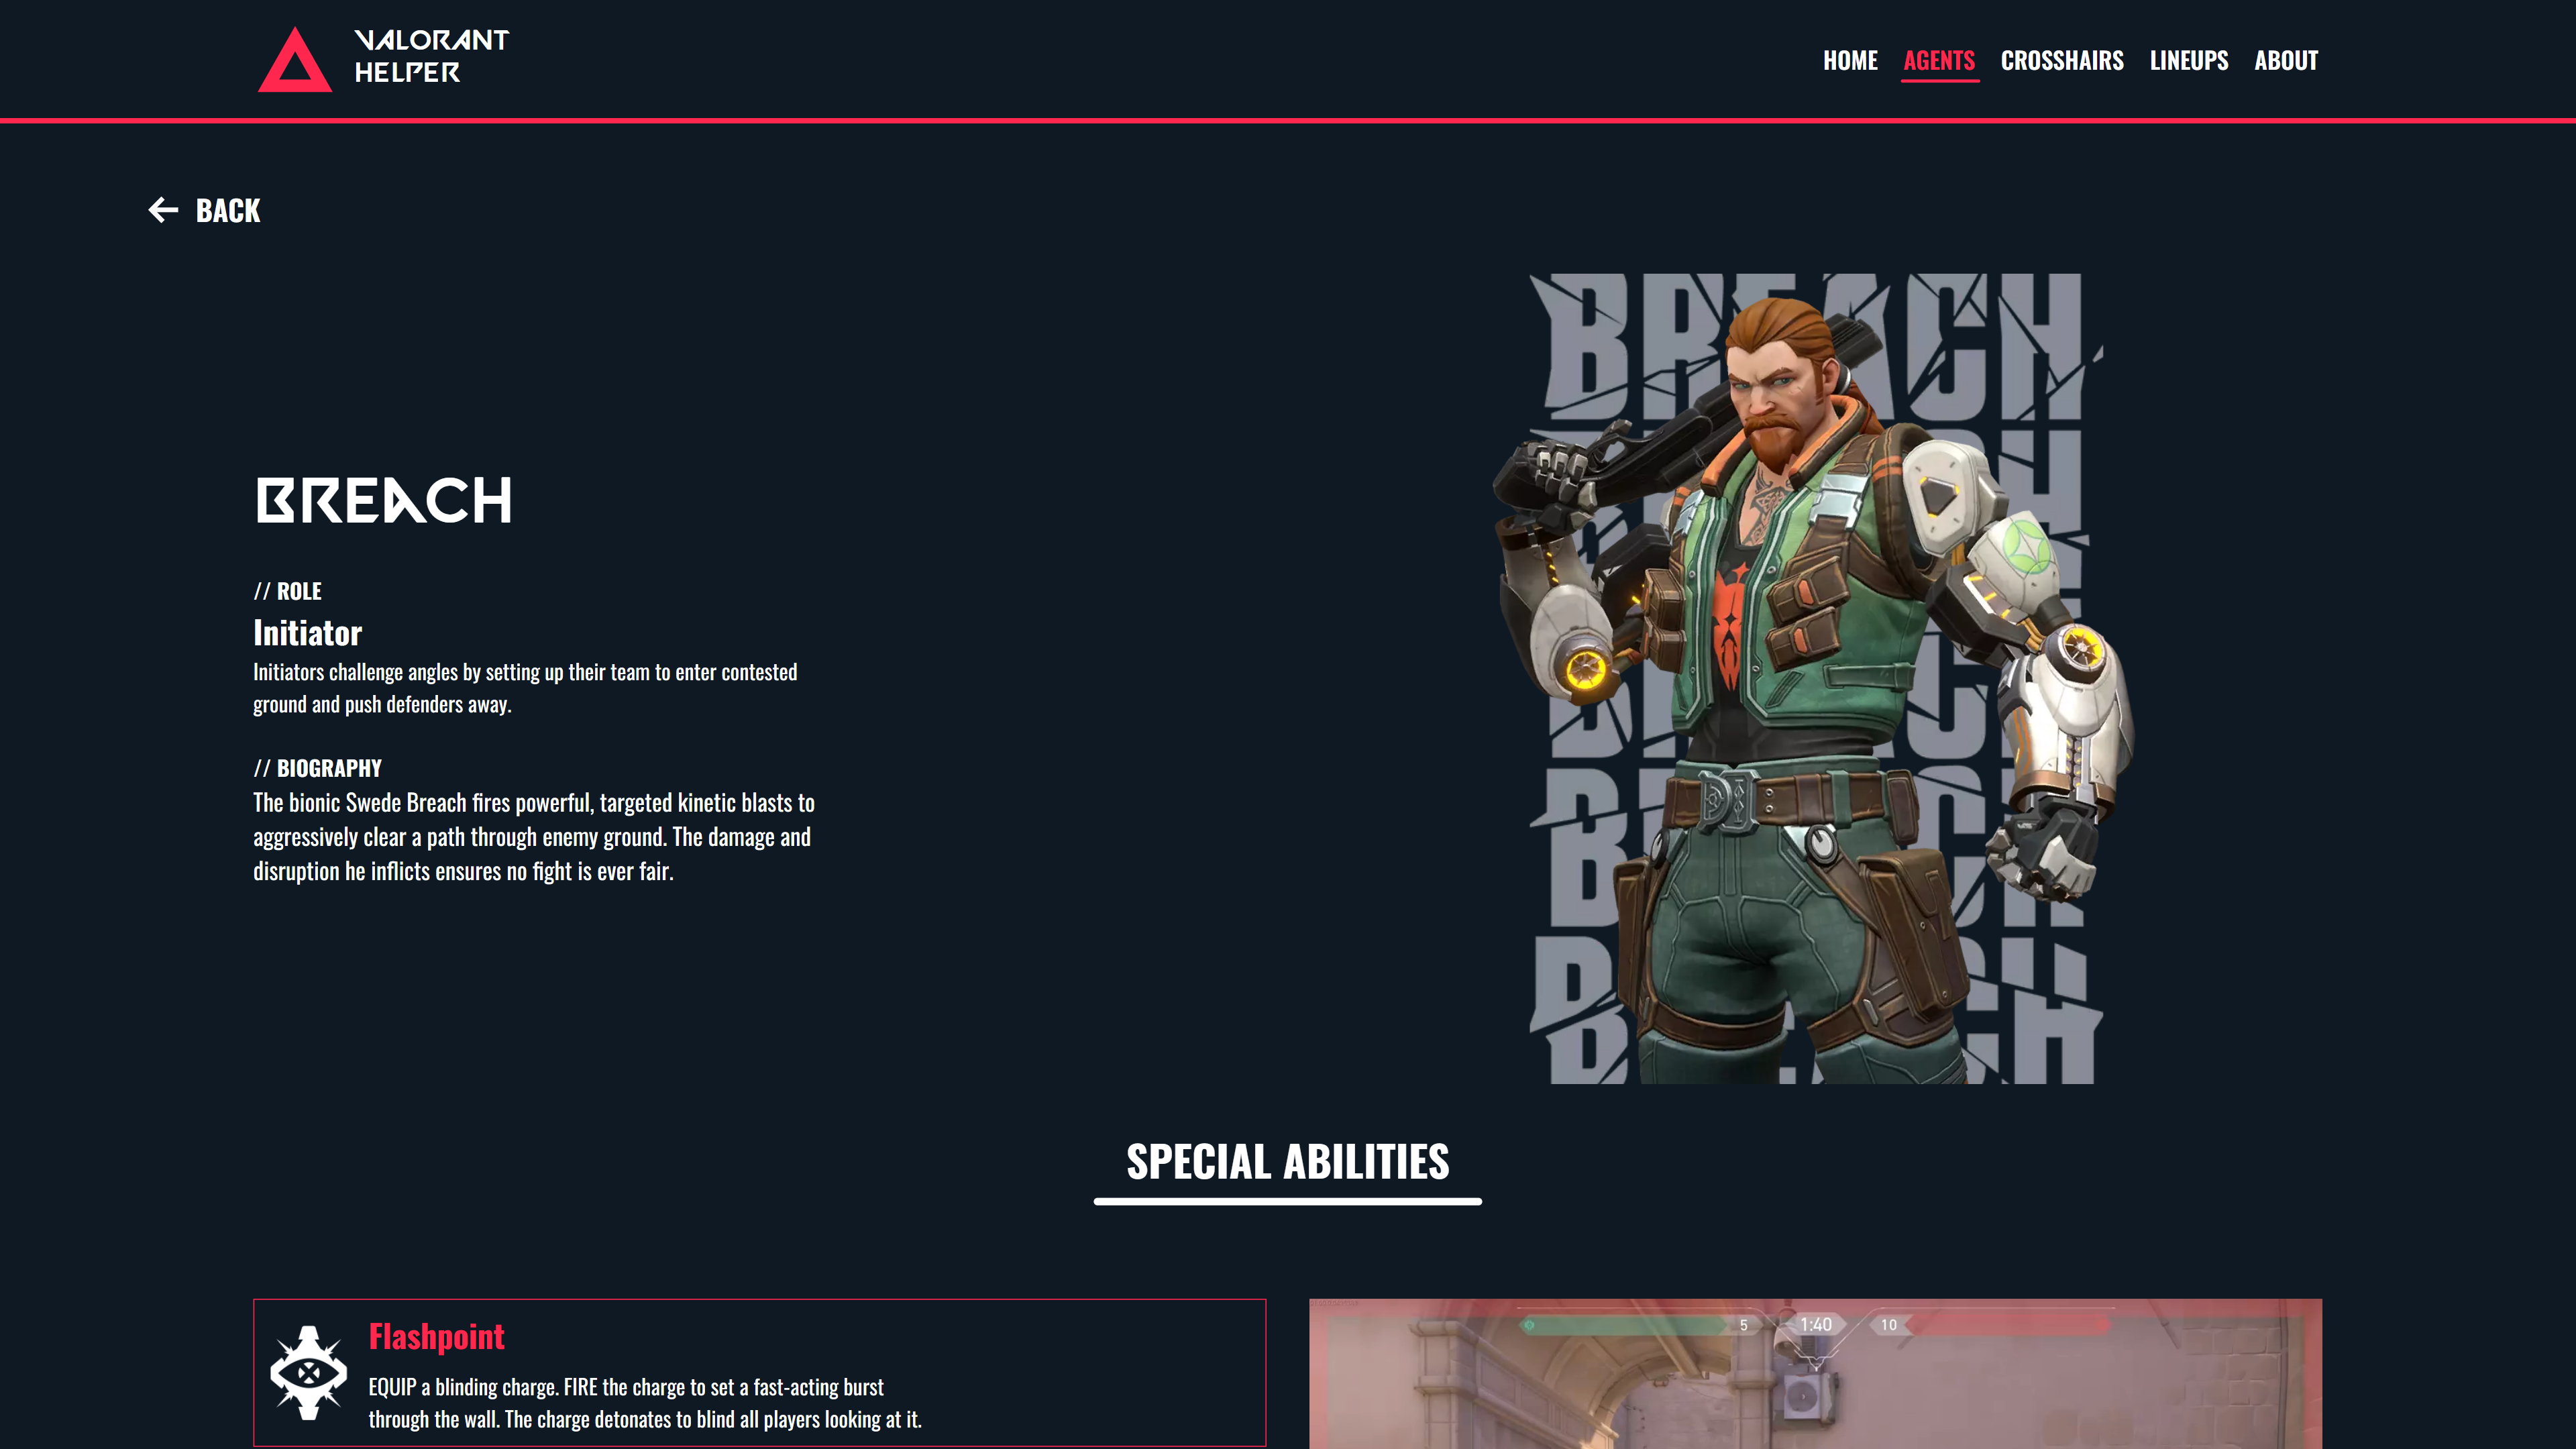 VALORANT
HELPER
HOME AGENTS CROSSHAIRS LINEUPS ABOUT
BACK
BREACH
BREACH
// ROLE
Initiator
Initiators challenge angles by setting up their team to enter contested
ground and push defenders away.
// BIOGRAPHY
The bionic Swede Breach fires powerful, targeted kinetic blasts to
aggressively clear a path through enemy ground. The damage and
disruption he inflicts ensures no fight is ever fair.
SPECIAL ABILITIES
Flashpoint
EQUIP a blinding charge. FIRE the charge to set a fast-acting burst
through the wall. The charge detonates to blind all players looking at it.
5 1:40 10